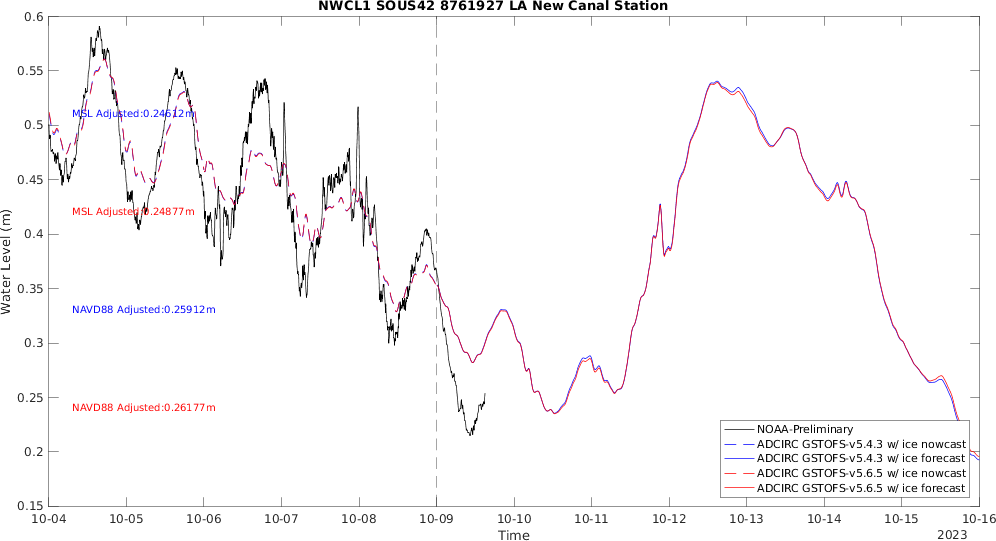 NWCL1 SOUS42 8761927 LA New Canal Station
0.6
0.55
0.5
0.45
0.4
0.35
0.3
0.25
0.2
0.15
Water Level (m)
MSL Adjusted:0.24612m
MSL Adjusted:0.24877m
NAVD88 Adjusted:0.25912m
NAVD88 Adjusted:0.26177m
NOAA-Preliminary
ADCIRC GSTOFS-v5.4.3 w/ ice nowcast
ADCIRC GSTOFS-v5.4.3 w/ ice forecast
ADCIRC GSTOFS-v5.6.5 w/ ice nowcast
ADCIRC GSTOFS-v5.6.5 w/ ice forecast
10-04 10-05 10-06 10-07 10-08 10-09 10-10 10-11 10-12 10-13 10-14 10-15 10-16
Time
2023